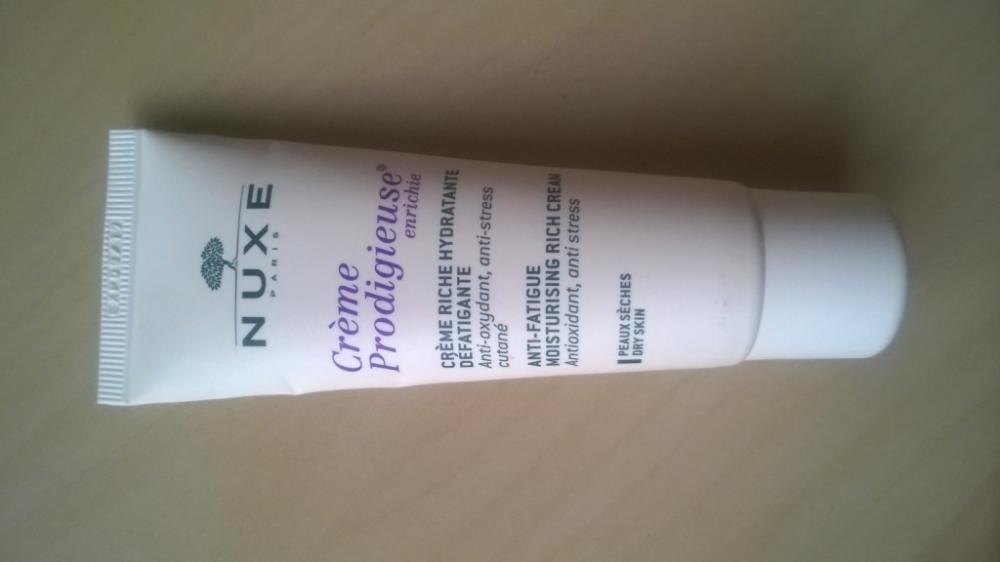 NUXE
PARIS
Crème
Prodigieuse®
enrichie
CRÈME RICHE HYDRATANTE
DÉFATIGANTE
Anti-oxydant, anti-stress
cutané
ANTI-FATIGUE
MOISTURISING RICH CREAM
Antioxidant, anti stress
PEAUX SÈCHES
DRY SKIN